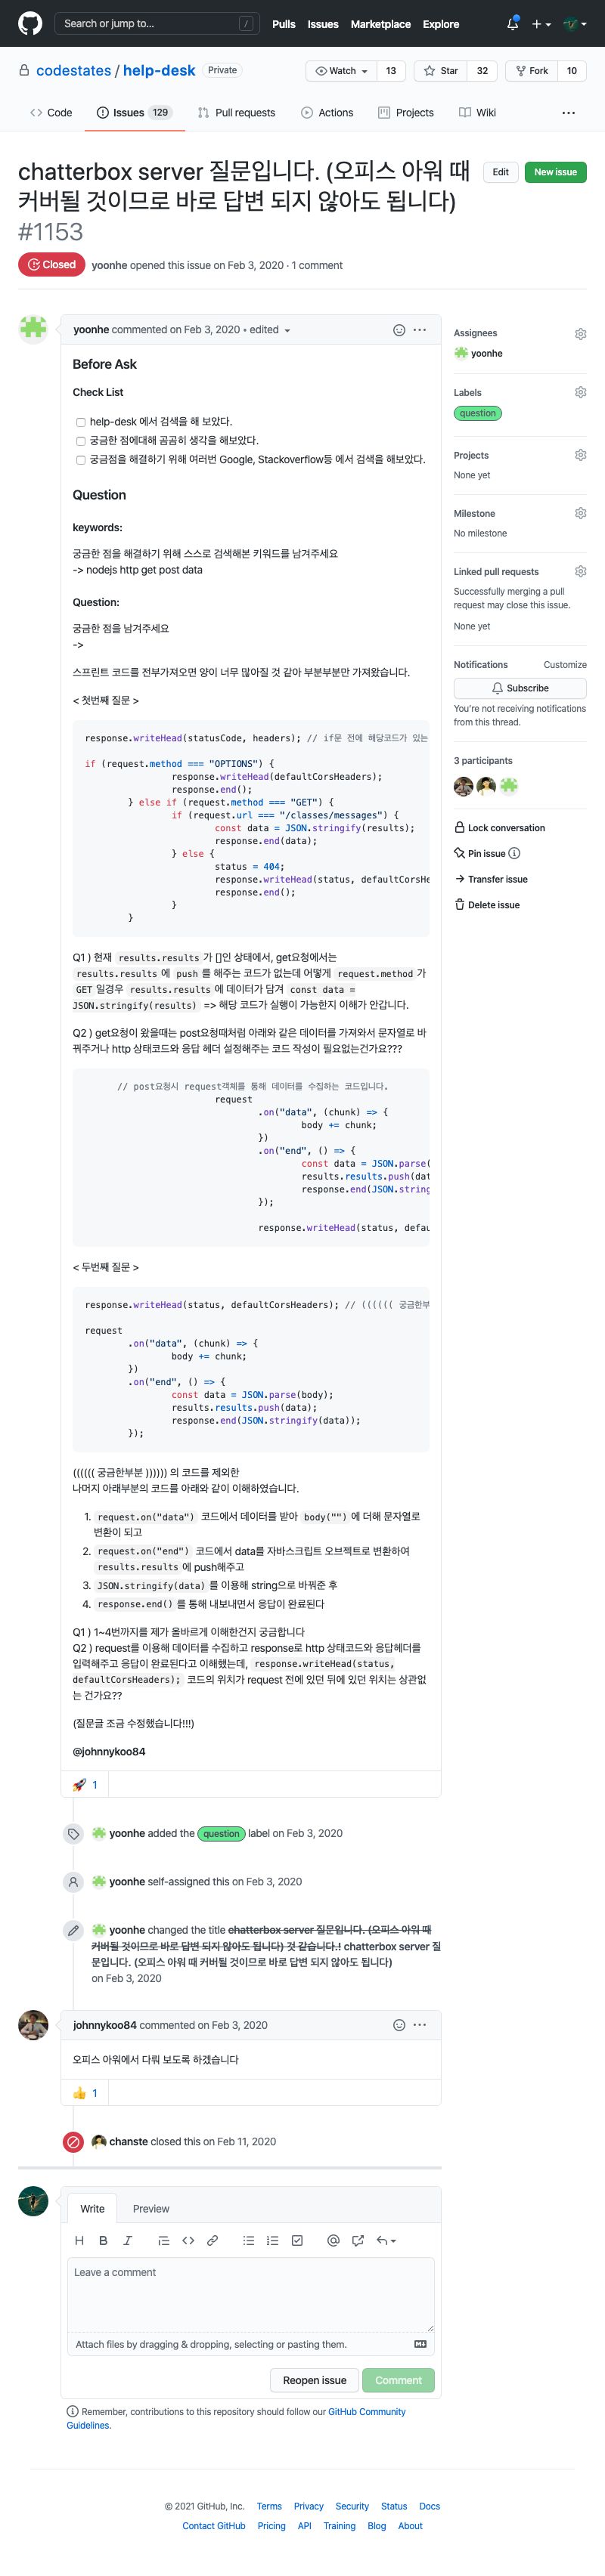 Search or jump to...
/
Pulls Issues Marketplace Explore
codestates / help-desk Private
Watch 13
Star 32
Fork 10
Code
Issues 129
Pull requests
Actions
Projects
Wiki
chatterbox server 질문입니다. (오피스 아워 때
커버될 것이므로 바로 답변 되지 않아도 됩니다)
#1153
Edit
New issue
Closed
yoonhe opened this issue on Feb 3, 2020 · 1 comment
yoonhe commented on Feb 3, 2020 • edited
Before Ask
Check List
help-desk 에서 검색을 해 보았다.
궁금한 점에대해 곰곰히 생각을 해보았다.
궁금점을 해결하기 위해 여러번 Google, Stackoverflow등 에서 검색을 해보았다.
Question
keywords:
궁금한 점을 해결하기 위해 스스로 검색해본 키워드를 남겨주세요
-> nodejs http get post data
Question:
궁금한 점을 남겨주세요
->
스프린트 코드를 전부가져오면 양이 너무 많아질 것 같아 부분부분만 가져왔습니다.
< 첫번째 질문 >
response.writeHead(statusCode, headers); // if문 전에 해당코드가 있는
if (request.method === "OPTIONS") {
response.writeHead(defaultCorsHeaders);
response.end();
} else if (request.method === "GET") {
if (request.url === "/classes/messages") {
const data = JSON.stringify(results);
response.end(data);
} else {
status = 404;
response.writeHead(status, defaultCorsHe
response.end();
}
}
Q1 ) 현재 results.results 가 []인 상태에서, get요청에서는
results.results 에 push 를 해주는 코드가 없는데 어떻게 request.method 가
GET 일경우 results.results 에 데이터가 담겨 const data =
JSON.stringify(results) => 해당 코드가 실행이 가능한지 이해가 안갑니다.
Q2 ) get요청이 왔을때는 post요청때처럼 아래와 같은 데이터를 가져와서 문자열로 바
꿔주거나 http 상태코드와 응답 헤더 설정해주는 코드 작성이 필요없는건가요???
// post요청시 request객체를 통해 데이터를 수집하는 코드입니다.
request
.on("data", (chunk) => {
body += chunk;
})
.on("end", () => {
const data = JSON.parse(
results.results.push(dat
response.end(JSON.string
});
response.writeHead(status, defau
< 두번째 질문 >
response.writeHead(status, defaultCorsHeaders); // (((((( 궁금한부
request
.on("data", (chunk) => {
body += chunk;
})
.on("end", () => {
const data = JSON.parse(body);
results.results.push(data);
response.end(JSON.stringify(data));
});
(((((( 궁금한부분 )))))) 의 코드를 제외한
나머지 아래부분의 코드를 아래와 같이 이해하였습니다.
1. request.on("data") 코드에서 데이터를 받아 body("") 에 더해 문자열로
변환이 되고
2. request.on("end") 코드에서 data를 자바스크립트 오브젝트로 변환하여
results.results 에 push해주고
3. JSON.stringify(data) 를 이용해 string으로 바꿔준 후
4. response.end() 를 통해 내보내면서 응답이 완료된다
Q1 ) 1~4번까지를 제가 올바르게 이해한건지 궁금합니다
Q2 ) request를 이용해 데이터를 수집하고 response로 http 상태코드와 응답헤더를
입력해주고 응답이 완료된다고 이해했는데, response.writeHead(status,
defaultCorsHeaders); 코드의 위치가 request 전에 있던 뒤에 있던 위치는 상관없
는 건가요??
(질문글 조금 수정했습니다!!!)
@johnnykoo84
🚀 1
Assignees
yoonhe
Labels
question
Projects
None yet
Milestone
No milestone
Linked pull requests
Successfully merging a pull
request may close this issue.
None yet
Notifications Customize
Subscribe
You're not receiving notifications
from this thread.
3 participants
Lock conversation
Pin issue
Transfer issue
Delete issue
yoonhe added the question label on Feb 3, 2020
yoonhe self-assigned this on Feb 3, 2020
yoonhe changed the title chatterbox server 질문입니다. (오피스 아워 때
커버될 것이므로 바로 답변 되지 않아도 됩니다) 것 같습니다.! chatterbox server 질
문입니다. (오피스 아워 때 커버될 것이므로 바로 답변 되지 않아도 됩니다)
on Feb 3, 2020
johnnykoo84 commented on Feb 3, 2020
오피스 아워에서 다뤄 보도록 하겠습니다
👍 1
chanste closed this on Feb 11, 2020
Write
Preview
Leave a comment
Attach files by dragging & dropping, selecting or pasting them.
Reopen issue
Comment
Remember, contributions to this repository should follow our GitHub Community
Guidelines.
© 2021 GitHub, Inc. Terms Privacy Security Status Docs
Contact GitHub Pricing API Training Blog About